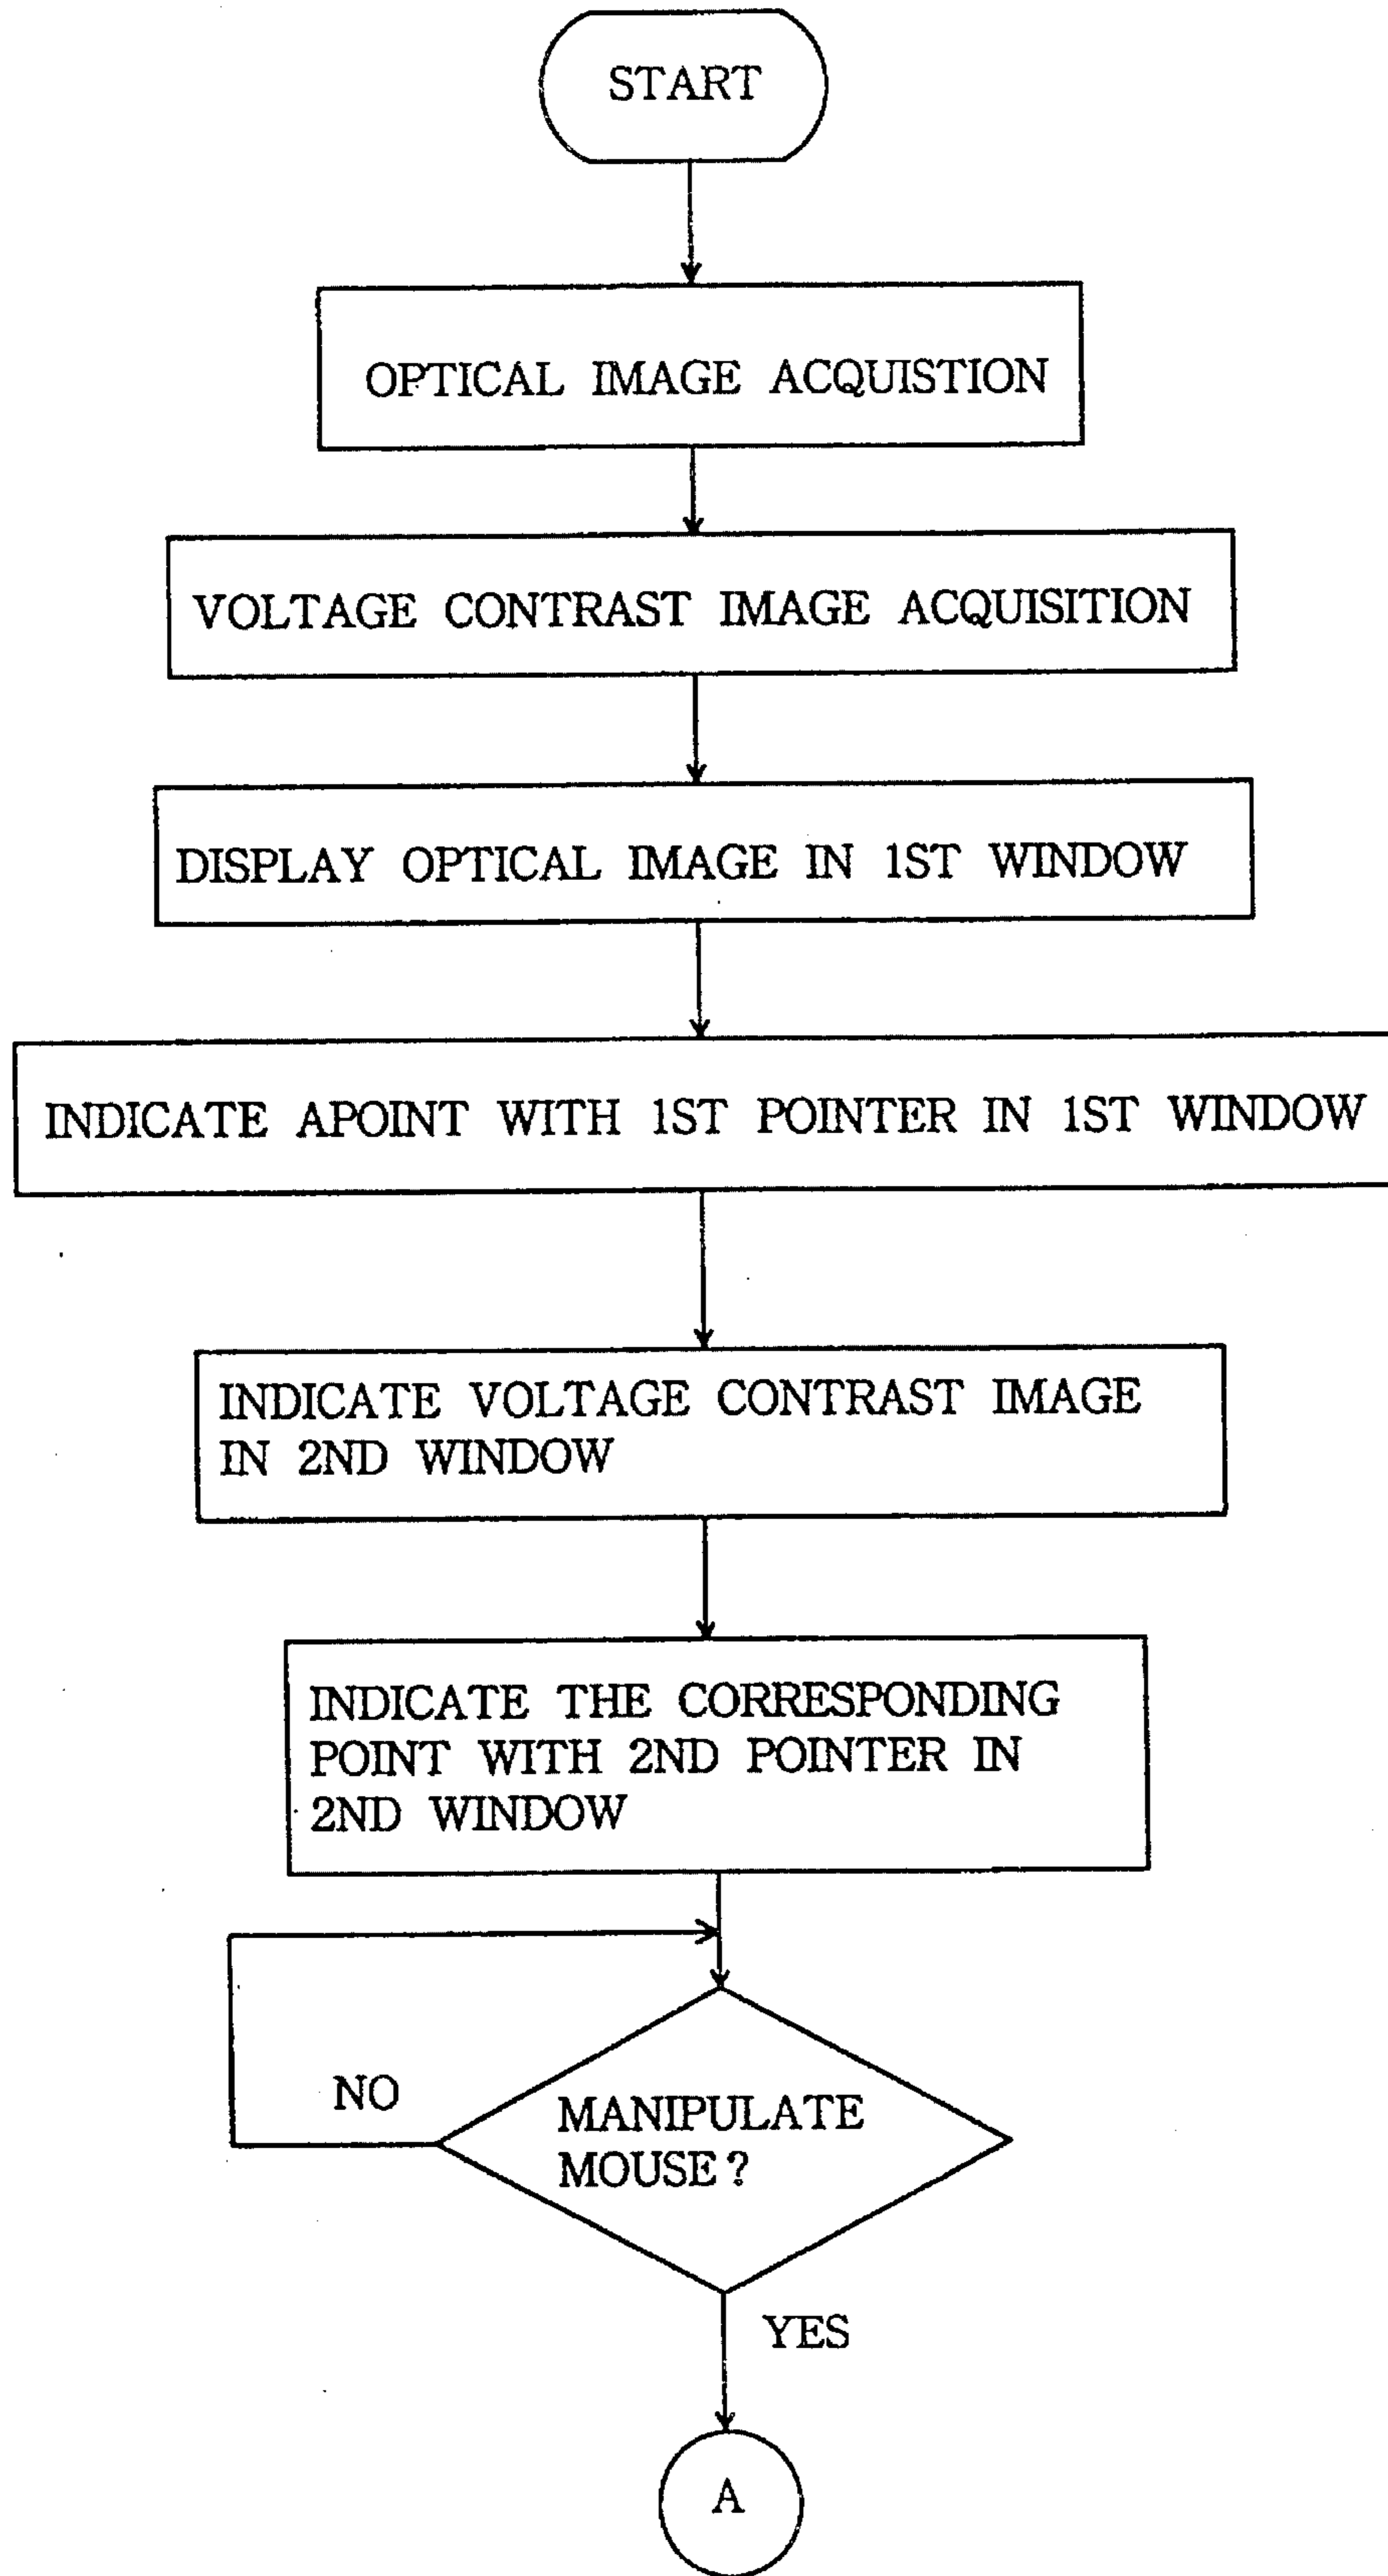 START
OPTICAL IMAGE ACQUISTION
VOLTAGE CONTRAST IMAGE ACQUISITION
DISPLAY OPTICAL IMAGE IN 1ST WINDOW
INDICATE APOINT WITH 1ST POINTER IN 1ST WINDOW
INDICATE VOLTAGE CONTRAST IMAGE
IN 2ND WINDOW
INDICATE THE CORRESPONDING
POINT WITH 2ND POINTER IN
2ND WINDOW
NO
MANIPULATE
MOUSE?
YES
A